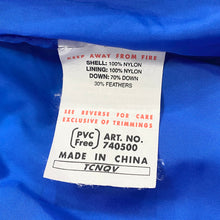 KEEP AWAY FROM FIRE
SHELL: 100% NYLON
LINING: 100% NYLON
DOWN: 70% DOWN
30% FEATHERS
SEE REVERSE FOR CARE
EXCLUSIVE OF TRIMMINGS
PVC Free ART. NO.
740500
MADE IN CHINA
TCNQV